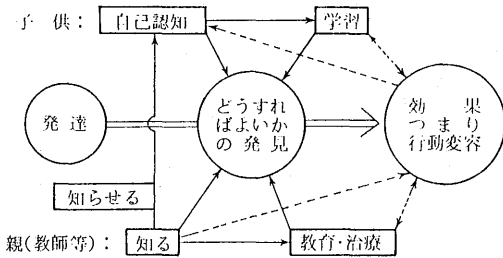 子　供： 自己認知 学習
発 達
どうすれ
ばよいか
の 発 見
効　果
つまり
行動変容
知らせる
親(教師等)： 知る 教育・治療